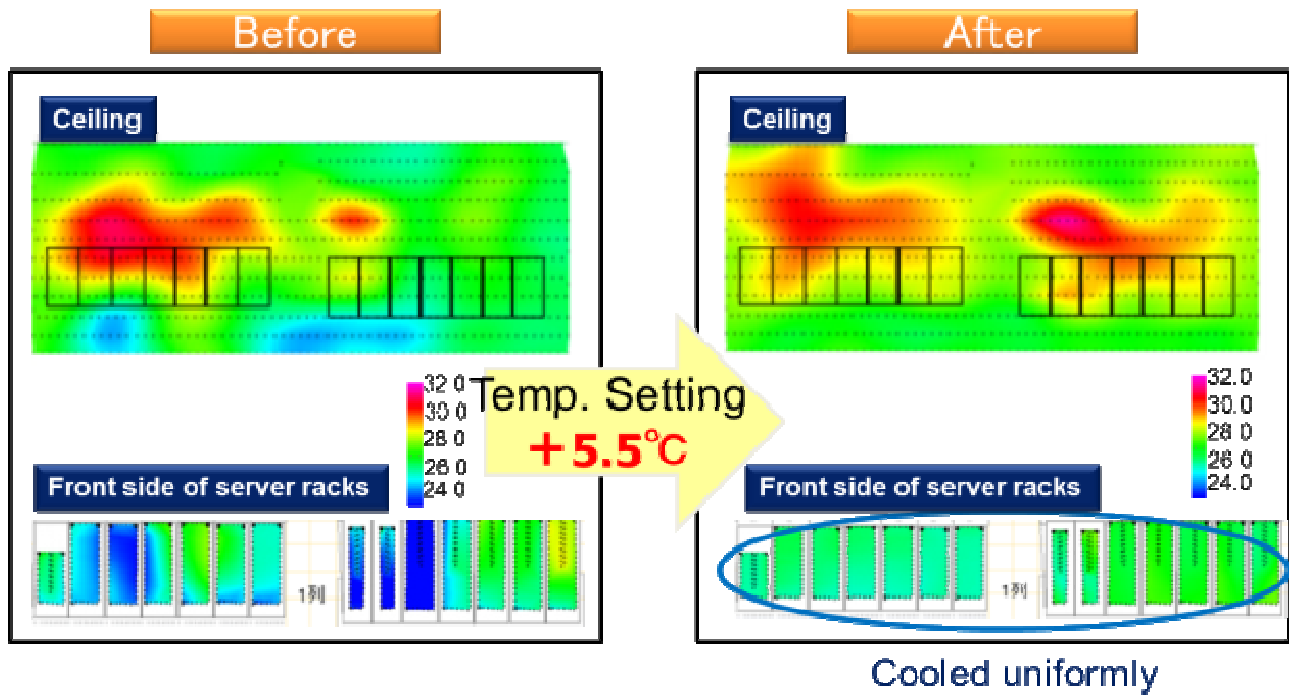 Before
After
Ceiling
Ceiling
32 0
30 0
28 0
26 0
24 0
Temp. Setting
+5.5℃
32.0
30.0
28 0
26 0
24.0
Front side of server racks
Front side of server racks
1列
1列
Cooled uniformly